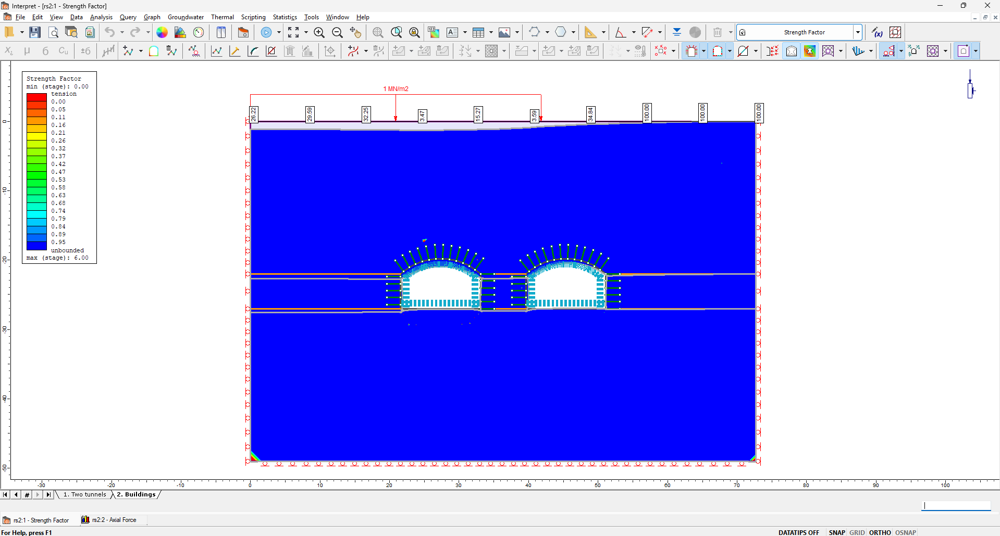 Interpret - [rs2:1 - Strength Factor]
File Edit View Data Analysis Query Graph Groundwater Thermal Scripting Statistics Tools Window Help
Strength Factor
Strength Factor
min (stage): 0.00
tension
0.00
0.05
0.11
0.16
0.21
0.26
0.32
0.37
0.42
0.47
0.53
0.58
0.63
0.68
0.74
0.79
0.84
0.89
0.95
unbounded
max (stage): 6.00
1 MN/m2
26.22 29.59 32.25 3.47 15.27 3.59 34.84 100.00 100.00 100.00
0
-10
-20
-30
-40
-50
-30 -20 -10 0 10 20 30 40 50 60 70 80 90 100
1. Two tunnels 2. Buildings
rs2:1 - Strength Factor rs2:2 - Axial Force
For Help, press F1 DATATIPS OFF SNAP GRID ORTHO OSNAP